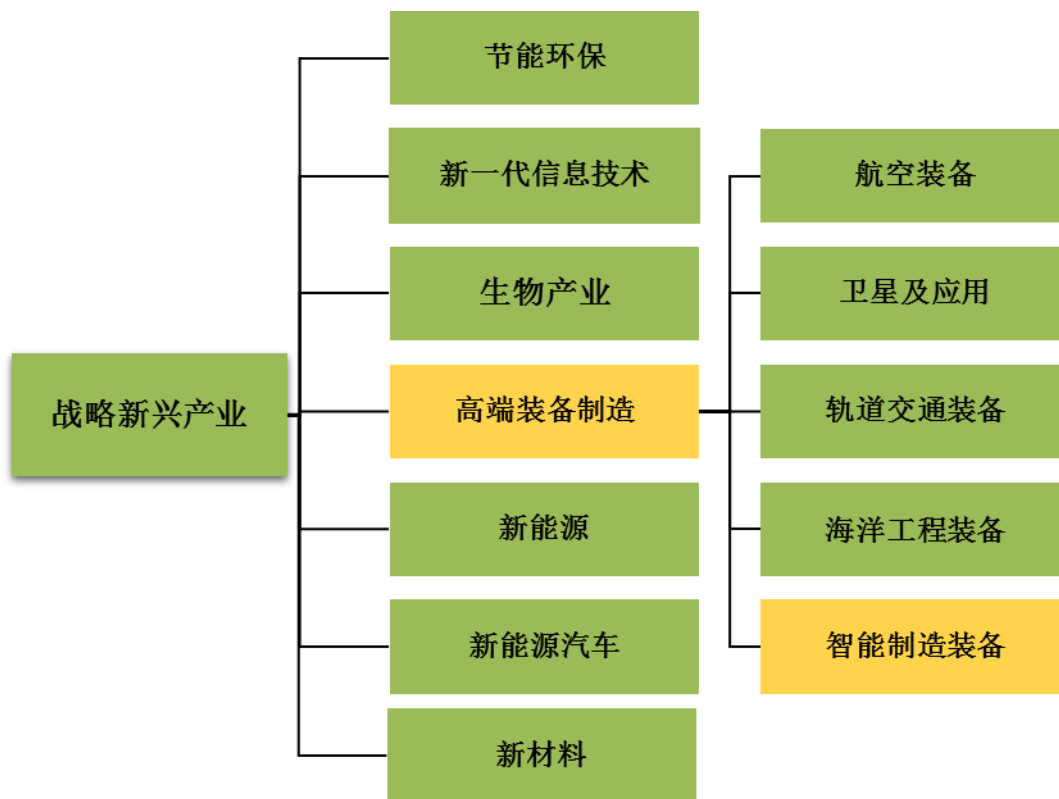 战略新兴产业
节能环保
新一代信息技术
生物产业
高端装备制造
新能源
新能源汽车
新材料
航空装备
卫星及应用
轨道交通装备
海洋工程装备
智能制造装备